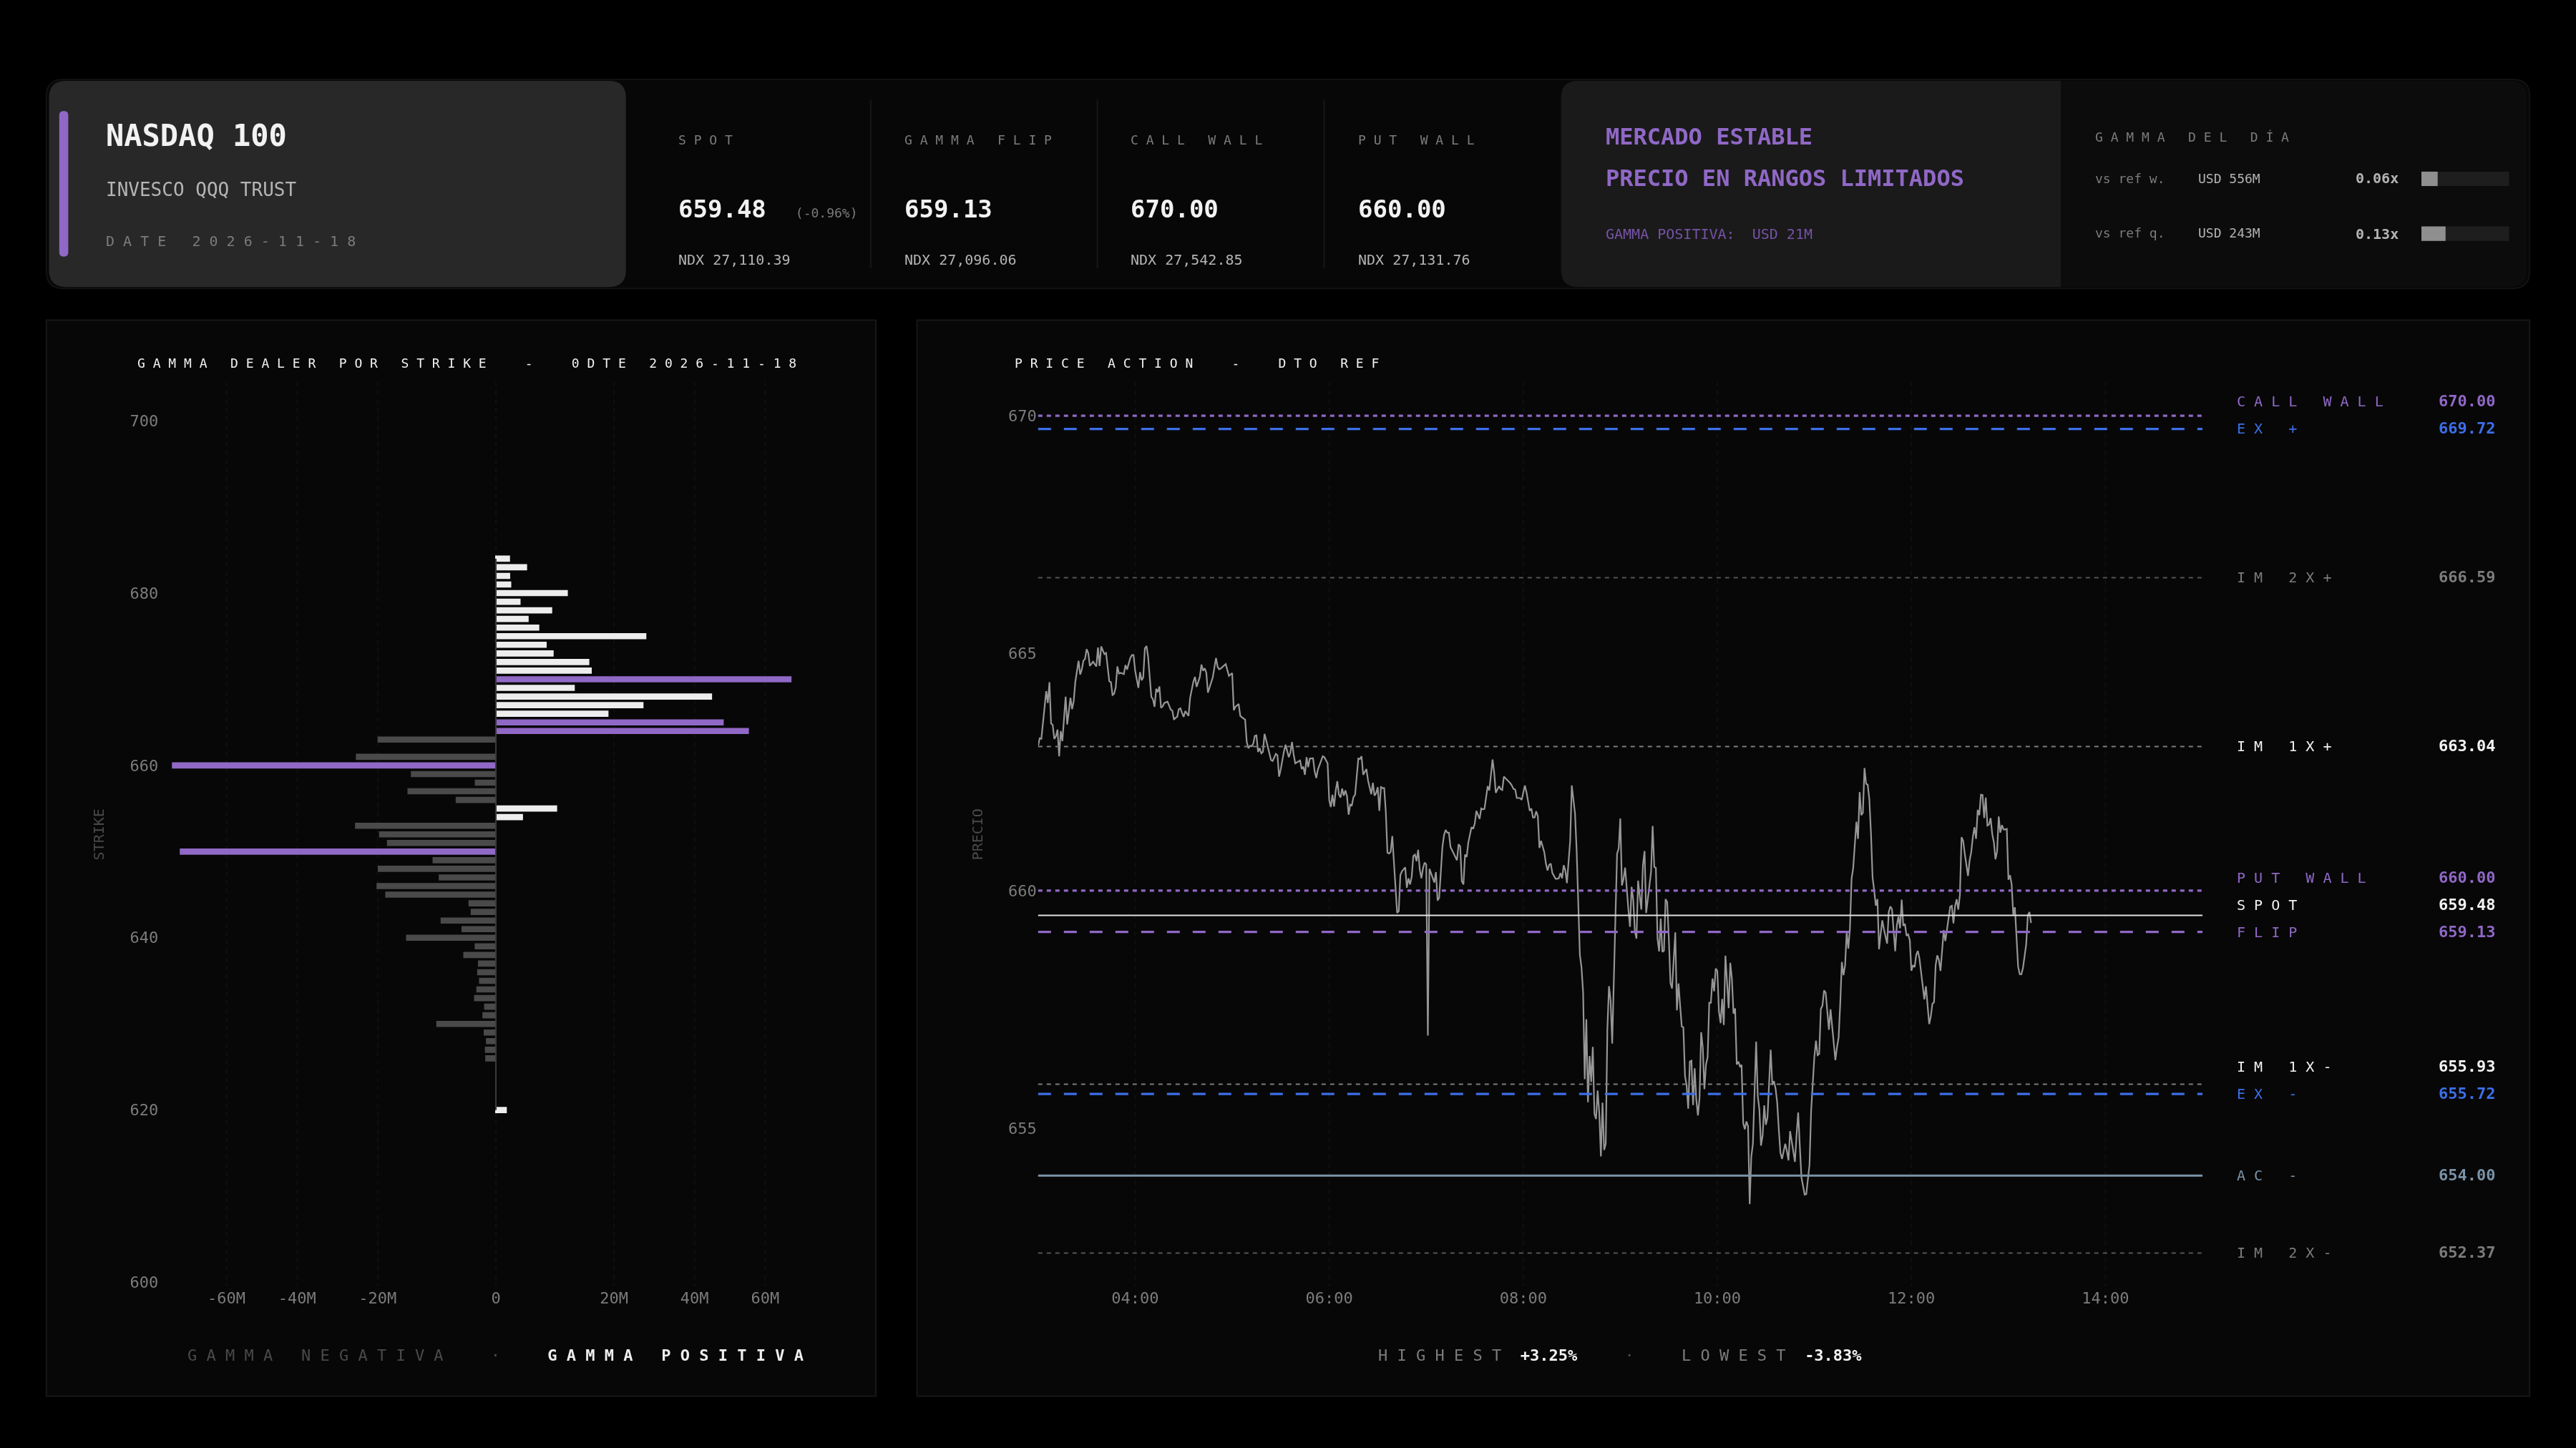 NASDAQ 100
INVESCO QQQ TRUST
DATE 2026-11-18
SPOT
659.48 (-0.96%)
NDX 27,110.39
GAMMA FLIP
659.13
NDX 27,096.06
CALL WALL
670.00
NDX 27,542.85
PUT WALL
660.00
NDX 27,131.76
MERCADO ESTABLE
PRECIO EN RANGOS LIMITADOS
GAMMA POSITIVA: USD 21M
GAMMA DEL DÍA
vs ref w. USD 556M 0.06x
vs ref q. USD 243M 0.13x
GAMMA DEALER POR STRIKE - 0DTE 2026-11-18
700
680
660
640
620
600
STRIKE
-60M -40M -20M 0 20M 40M 60M
GAMMA NEGATIVA · GAMMA POSITIVA
PRICE ACTION - DTO REF
670
665
660
655
PRECIO
04:00 06:00 08:00 10:00 12:00 14:00
CALL WALL 670.00
EX + 669.72
IM 2X+ 666.59
IM 1X+ 663.04
PUT WALL 660.00
SPOT 659.48
FLIP 659.13
IM 1X- 655.93
EX - 655.72
AC - 654.00
IM 2X- 652.37
HIGHEST +3.25% · LOWEST -3.83%